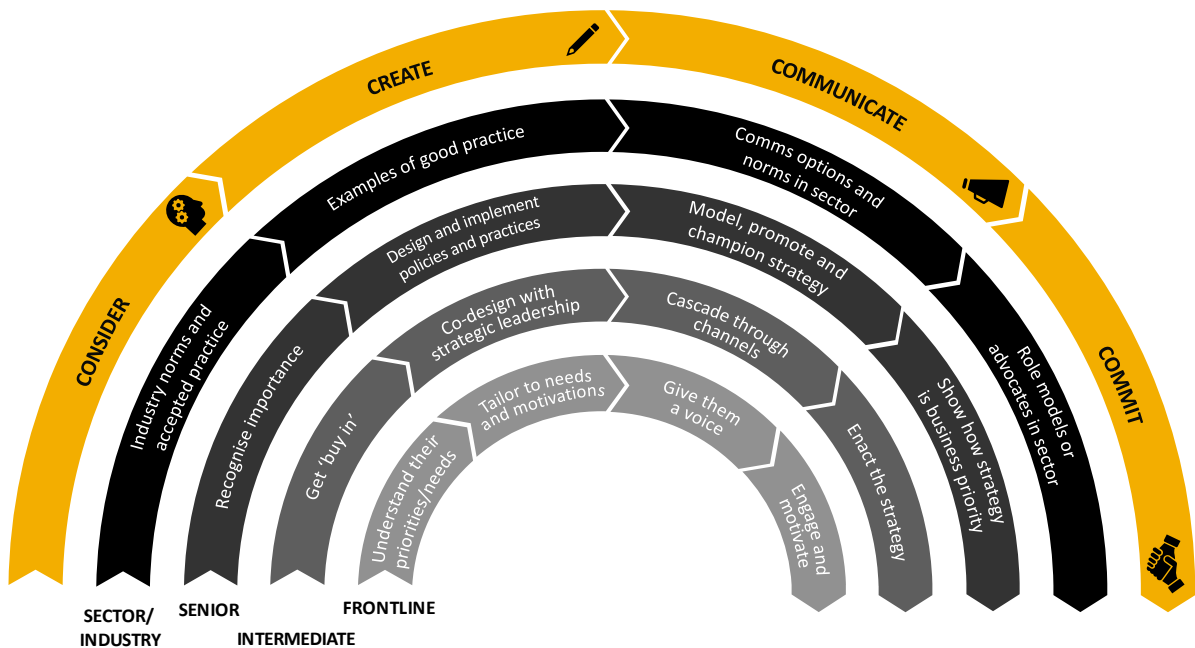 CONSIDER
CREATE
COMMUNICATE
COMMIT
Industry norms and
accepted practice
Examples of good practice
Comms options and
norms in sector
Role models or
advocates in sector
Recognise importance
Design and implement
policies and practices
Model, promote and
champion strategy
Show how strategy
is business priority
Get ‘buy in’
Co-design with
strategic leadership
Cascade through
channels
Enact the strategy
Understand their
priorities/needs
Tailor to needs
and motivations
Give them
a voice
Engage and
motivate
SECTOR/
INDUSTRY
SENIOR
INTERMEDIATE
FRONTLINE